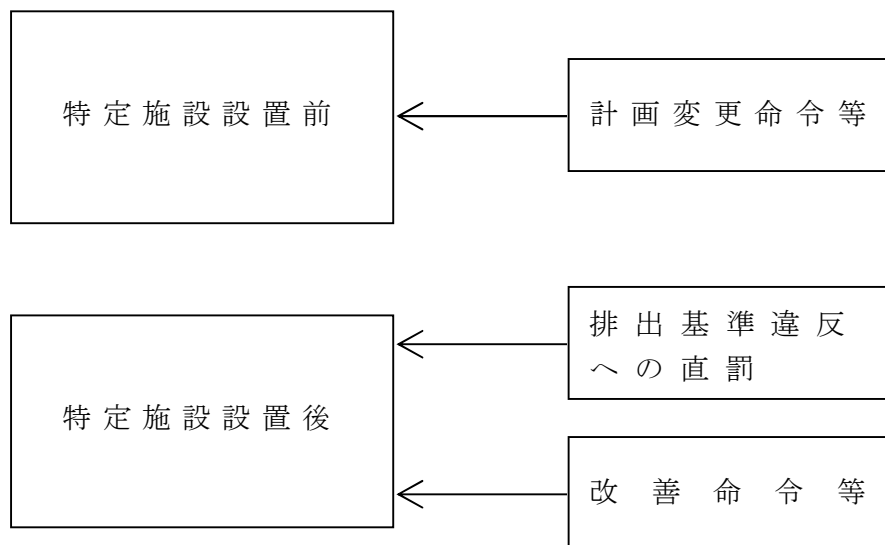 特定施設設置前
計画変更命令等
排出基準違反
への直罰
特定施設設置後
改善命令等